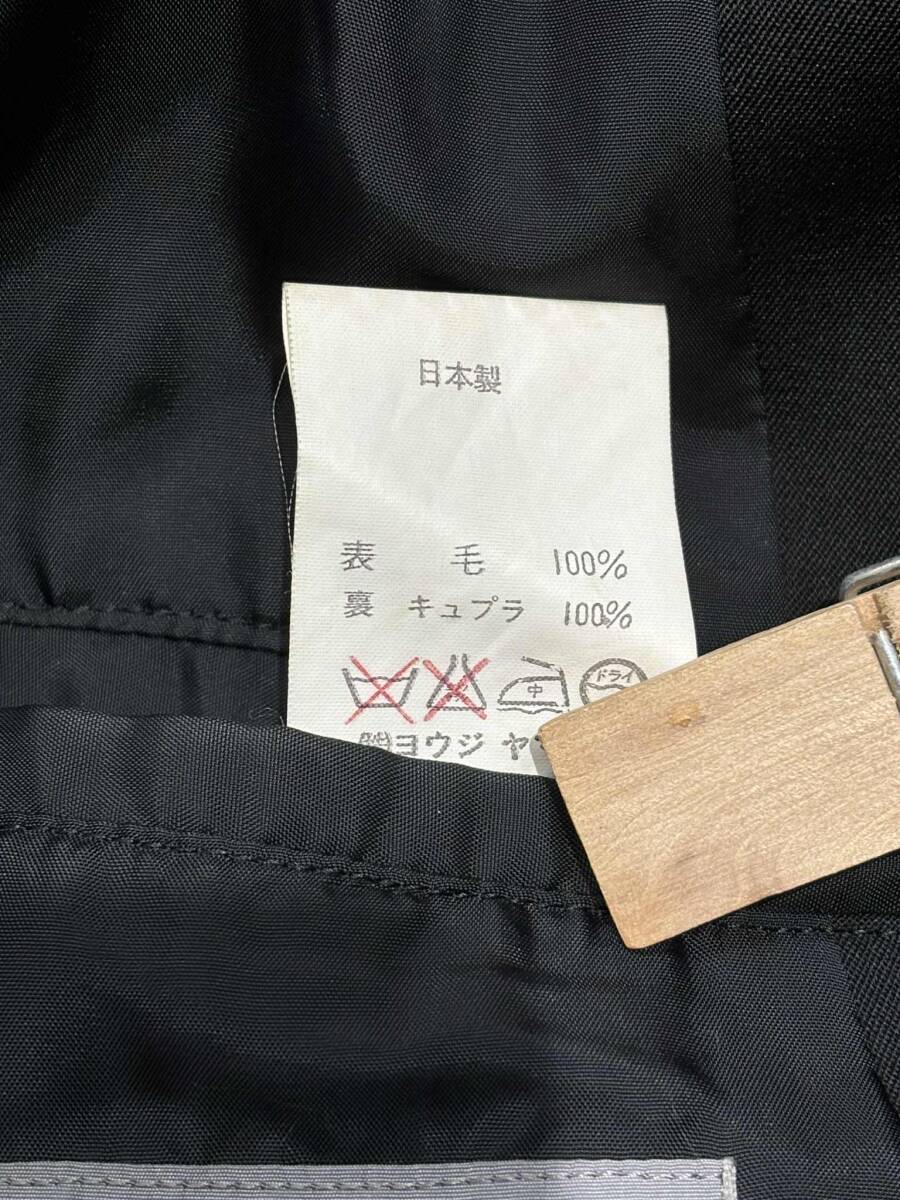 日本製
表 毛 100%
裏 キュプラ 100%
中 ドライ
㈱ヨウジ ヤ